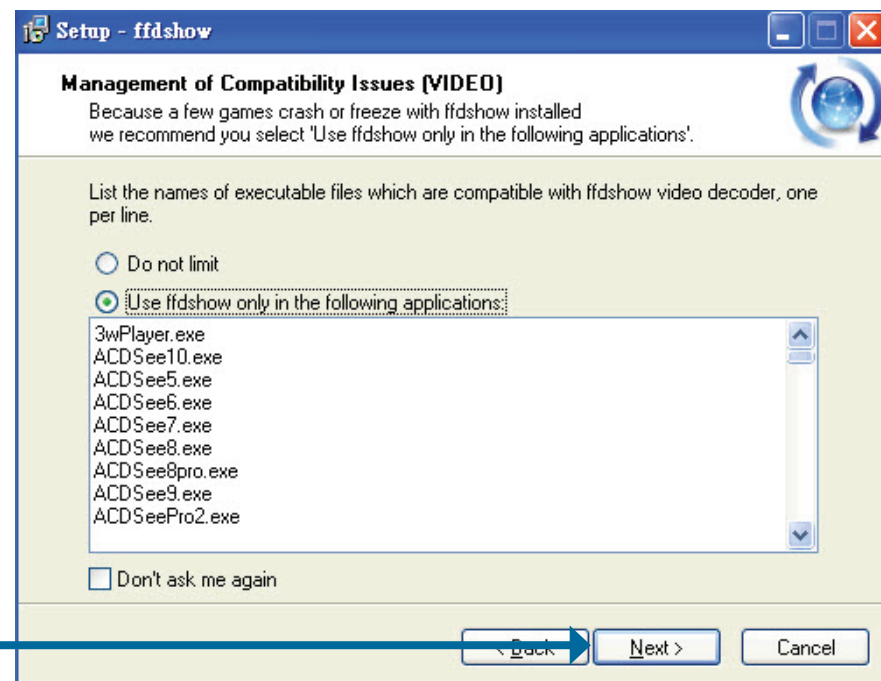 Setup - ffdshow
Management of Compatibility Issues (VIDEO)
Because a few games crash or freeze with ffdshow installed
we recommend you select 'Use ffdshow only in the following applications'.
List the names of executable files which are compatible with ffdshow video decoder, one
per line.
Do not limit
Use ffdshow only in the following applications:
3wPlayer.exe
ACDSee10.exe
ACDSee5.exe
ACDSee6.exe
ACDSee7.exe
ACDSee8.exe
ACDSee8pro.exe
ACDSee9.exe
ACDSeePro2.exe
Don't ask me again
< Back Next > Cancel